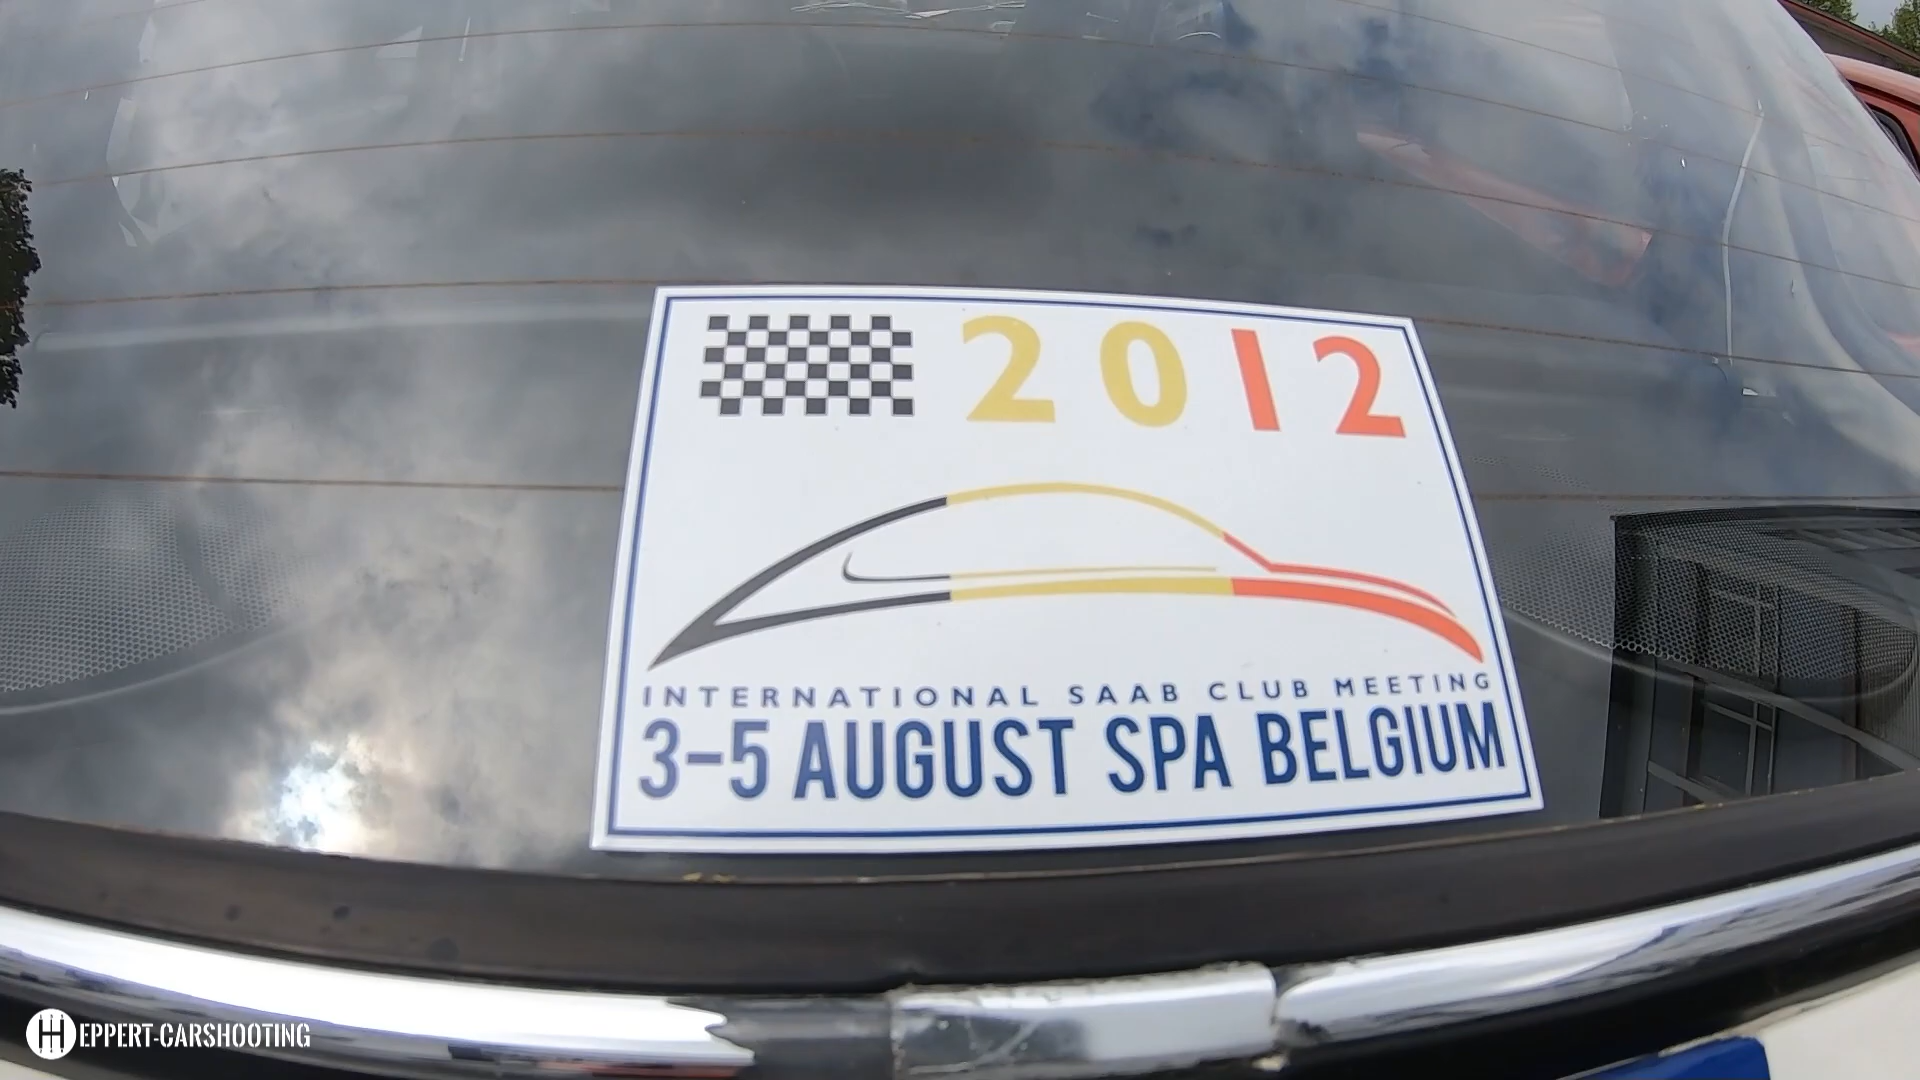 2012
INTERNATIONAL SAAB CLUB MEETING
3-5 AUGUST SPA BELGIUM
H EPPERT-CARSHOOTING